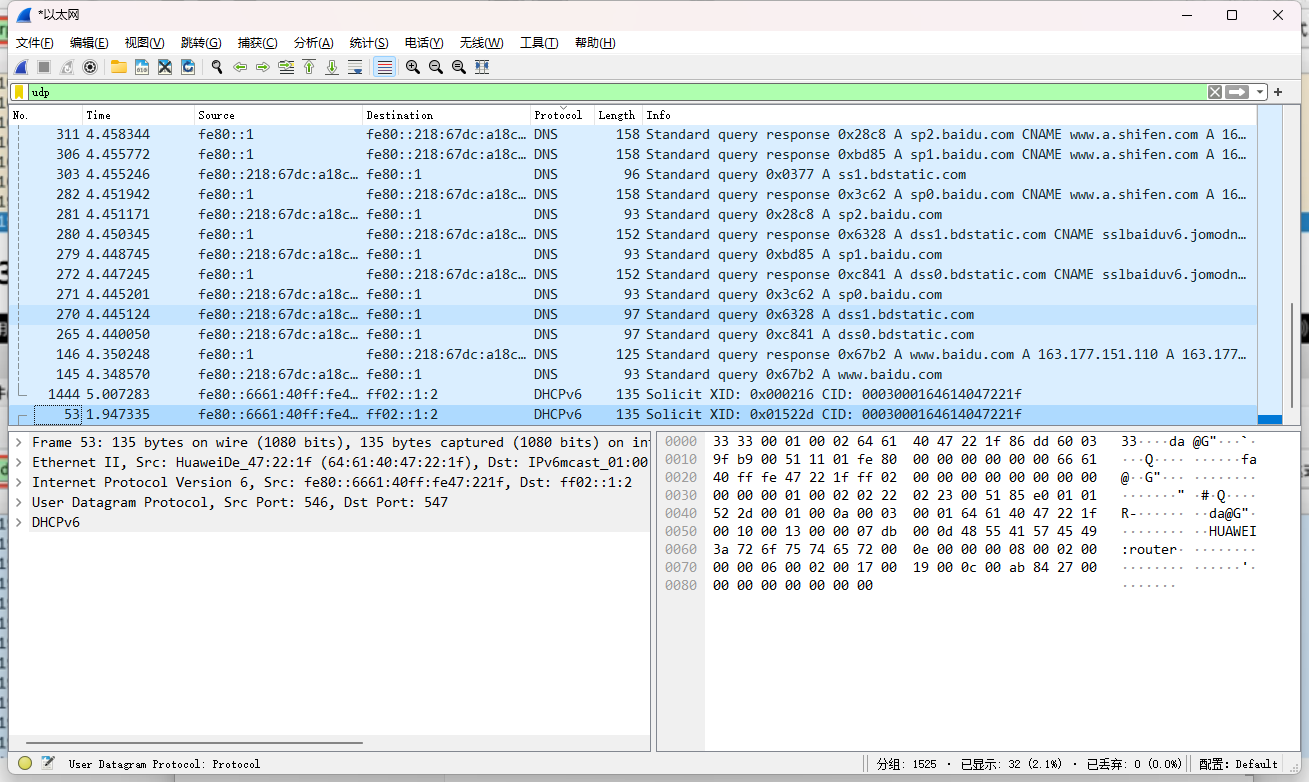 *以太网
文件(F) 编辑(E) 视图(V) 跳转(G) 捕获(C) 分析(A) 统计(S) 电话(Y) 无线(W) 工具(T) 帮助(H)
udp
No. Time Source Destination Protocol Length Info
311 4.458344 fe80::1 fe80::218:67dc:a18c… DNS 158 Standard query response 0x28c8 A sp2.baidu.com CNAME www.a.shifen.com A 16…
306 4.455772 fe80::1 fe80::218:67dc:a18c… DNS 158 Standard query response 0xbd85 A sp1.baidu.com CNAME www.a.shifen.com A 16…
303 4.455246 fe80::218:67dc:a18c… fe80::1 DNS 96 Standard query 0x0377 A ss1.bdstatic.com
282 4.451942 fe80::1 fe80::218:67dc:a18c… DNS 158 Standard query response 0x3c62 A sp0.baidu.com CNAME www.a.shifen.com A 16…
281 4.451171 fe80::218:67dc:a18c… fe80::1 DNS 93 Standard query 0x28c8 A sp2.baidu.com
280 4.450345 fe80::1 fe80::218:67dc:a18c… DNS 152 Standard query response 0x6328 A dss1.bdstatic.com CNAME sslbaiduv6.jomodn…
279 4.448745 fe80::218:67dc:a18c… fe80::1 DNS 93 Standard query 0xbd85 A sp1.baidu.com
272 4.447245 fe80::1 fe80::218:67dc:a18c… DNS 152 Standard query response 0xc841 A dss0.bdstatic.com CNAME sslbaiduv6.jomodn…
271 4.445201 fe80::218:67dc:a18c… fe80::1 DNS 93 Standard query 0x3c62 A sp0.baidu.com
270 4.445124 fe80::218:67dc:a18c… fe80::1 DNS 97 Standard query 0x6328 A dss1.bdstatic.com
265 4.440050 fe80::218:67dc:a18c… fe80::1 DNS 97 Standard query 0xc841 A dss0.bdstatic.com
146 4.350248 fe80::1 fe80::218:67dc:a18c… DNS 125 Standard query response 0x67b2 A www.baidu.com A 163.177.151.110 A 163.177…
145 4.348570 fe80::218:67dc:a18c… fe80::1 DNS 93 Standard query 0x67b2 A www.baidu.com
1444 5.007283 fe80::6661:40ff:fe4… ff02::1:2 DHCPv6 135 Solicit XID: 0x000216 CID: 0003000164614047221f
53 1.947335 fe80::6661:40ff:fe4… ff02::1:2 DHCPv6 135 Solicit XID: 0x01522d CID: 0003000164614047221f
Frame 53: 135 bytes on wire (1080 bits), 135 bytes captured (1080 bits) on int
Ethernet II, Src: HuaweiDe_47:22:1f (64:61:40:47:22:1f), Dst: IPv6mcast_01:00
Internet Protocol Version 6, Src: fe80::6661:40ff:fe47:221f, Dst: ff02::1:2
User Datagram Protocol, Src Port: 546, Dst Port: 547
DHCPv6
0000 33 33 00 01 00 02 64 61 40 47 22 1f 86 dd 60 03 33····da @G"···`·
0010 9f b9 00 51 11 01 fe 80 00 00 00 00 00 00 66 61 ···Q···· ······fa
0020 40 ff fe 47 22 1f ff 02 00 00 00 00 00 00 00 00 @··G"··· ········
0030 00 00 00 01 00 02 02 22 02 23 00 51 85 e0 01 01 ·······" ·#·Q····
0040 52 2d 00 01 00 0a 00 03 00 01 64 61 40 47 22 1f R-······ ··da@G"·
0050 00 10 00 13 00 00 07 db 00 0d 48 55 41 57 45 49 ········ ··HUAWEI
0060 3a 72 6f 75 74 65 72 00 0e 00 00 00 08 00 02 00 :router· ········
0070 00 00 06 00 02 00 17 00 19 00 0c 00 ab 84 27 00 ········ ······'·
0080 00 00 00 00 00 00 00 ·······
User Datagram Protocol: Protocol 分组: 1525 · 已显示: 32 (2.1%) · 已丢弃: 0 (0.0%) 配置: Default